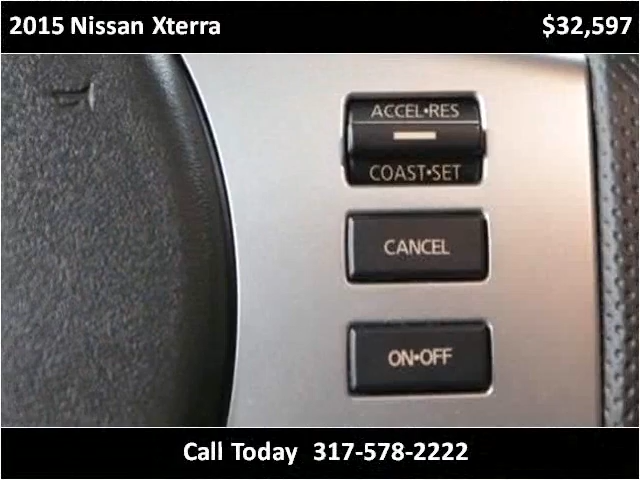 2015 Nissan Xterra $32,597
ACCEL•RES
COAST•SET
CANCEL
ON•OFF
Call Today 317-578-2222